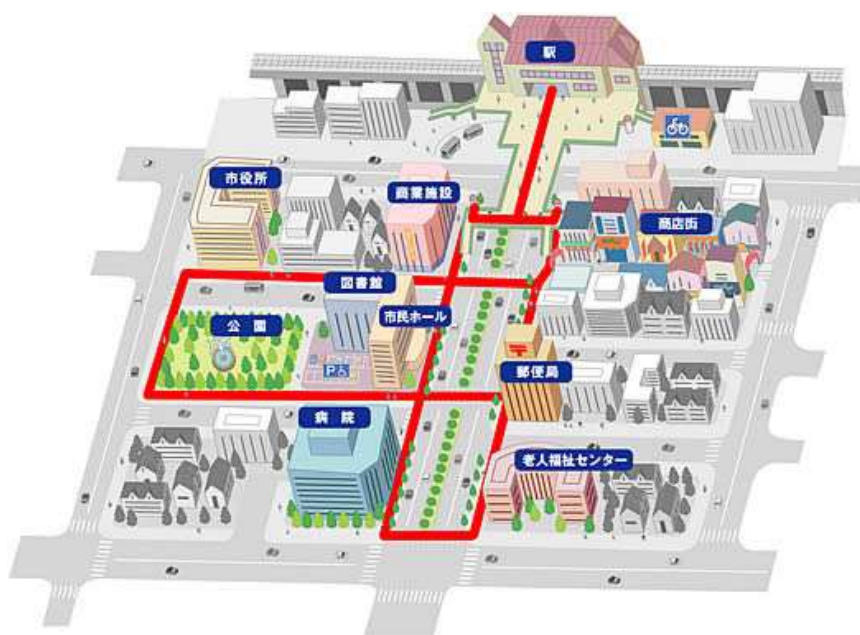 駅
市役所
商業施設
商店街
図書館
市民ホール
公園
P
郵便局
病院
老人福祉センター